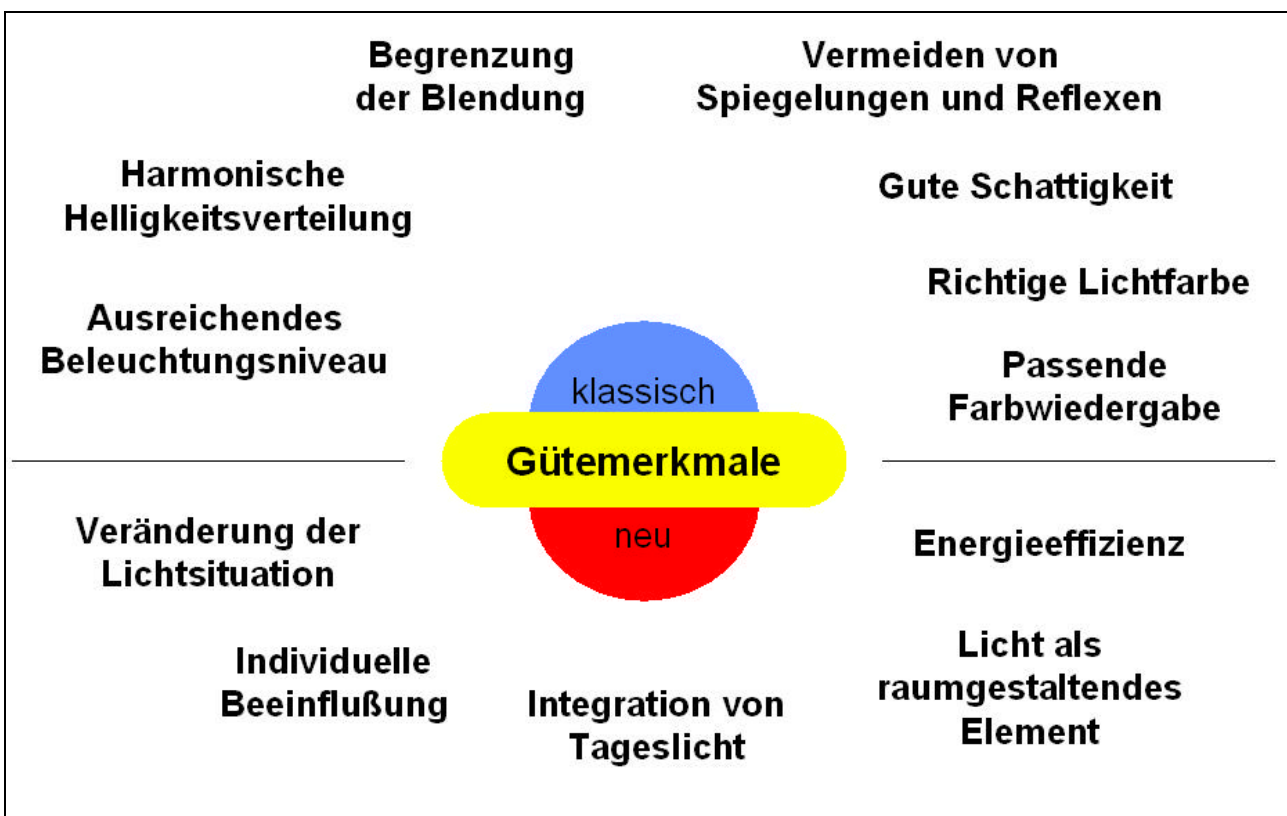 Begrenzung
der Blendung
Vermeiden von
Spiegelungen und Reflexen
Harmonische
Helligkeitsverteilung
Gute Schattigkeit
Richtige Lichtfarbe
Ausreichendes
Beleuchtungsniveau
Passende
Farbwiedergabe
klassisch
Gütemerkmale
neu
Veränderung der
Lichtsituation
Energieeffizienz
Individuelle
Beeinflußung
Integration von
Tageslicht
Licht als
raumgestaltendes
Element